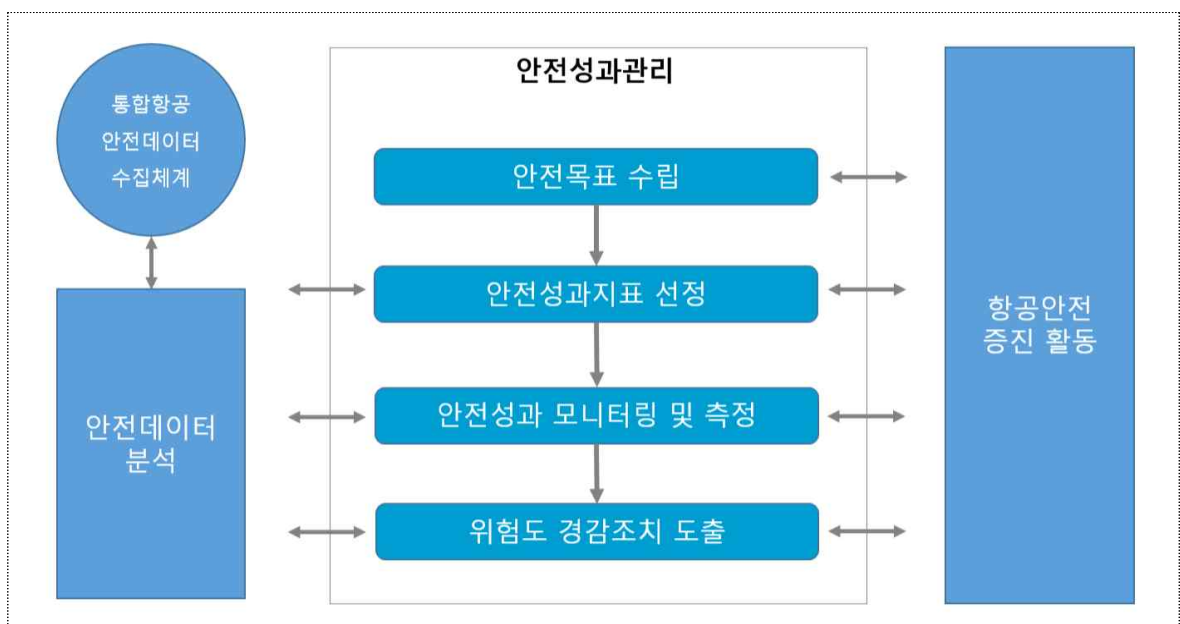 통합항공
안전데이터
수집체계
안전데이터
분석
안전성과관리
안전목표 수립
안전성과지표 선정
안전성과 모니터링 및 측정
위험도 경감조치 도출
항공안전
증진 활동